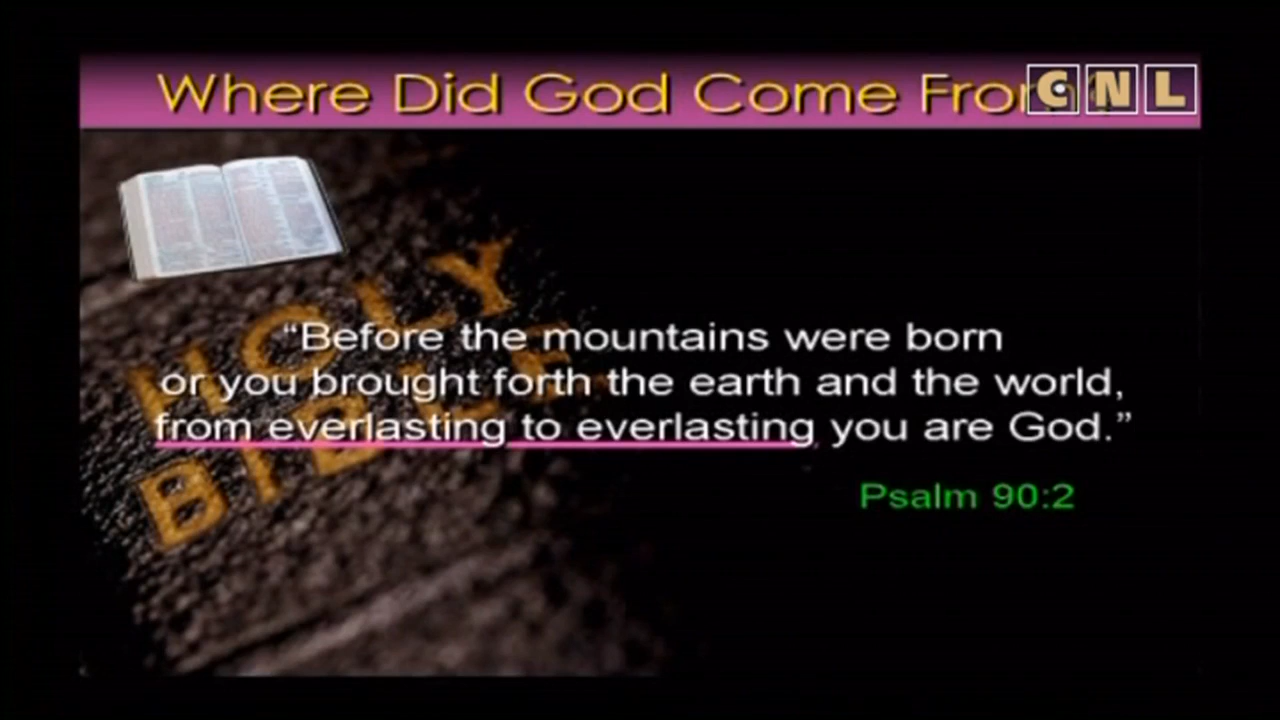 Where Did God Come From
CNL
HOLY
BIBLE
“Before the mountains were born
or you brought forth the earth and the world,
from everlasting to everlasting you are God.”
Psalm 90:2